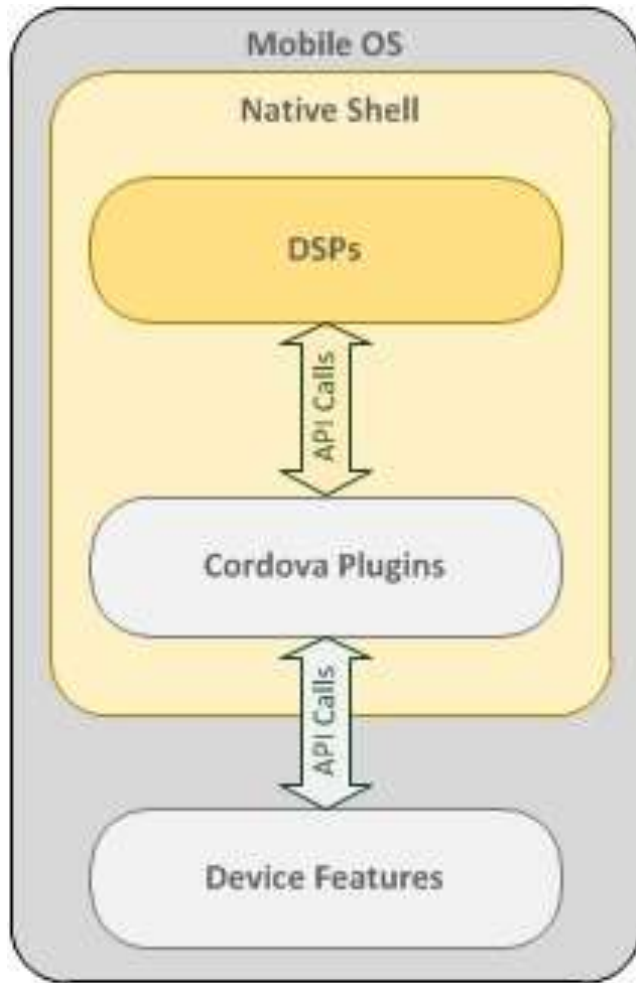 Mobile OS
Native Shell
DSPs
API Calls
Cordova Plugins
API Calls
Device Features